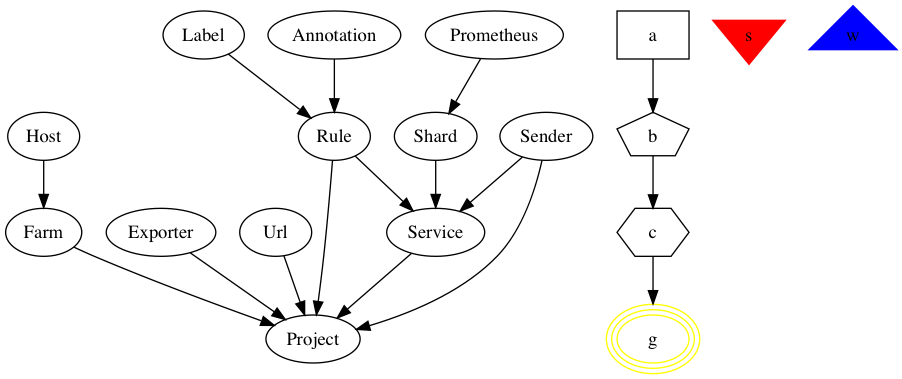 Label
Annotation
Prometheus
a
s
w
Host
Rule
Shard
Sender
b
Farm
Exporter
Url
Service
c
Project
g